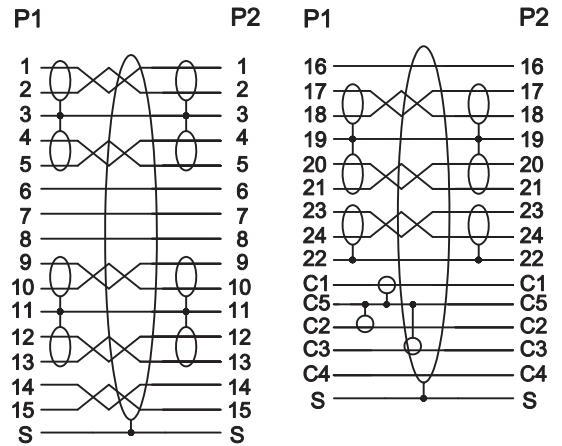 P1 P2
1 1
2 2
3 3
4 4
5 5
6 6
7 7
8 8
9 9
10 10
11 11
12 12
13 13
14 14
15 15
S S
P1 P2
16 16
17 17
18 18
19 19
20 20
21 21
23 23
24 24
22 22
C1 C1
C5 C5
C2 C2
C3 C3
C4 C4
S S